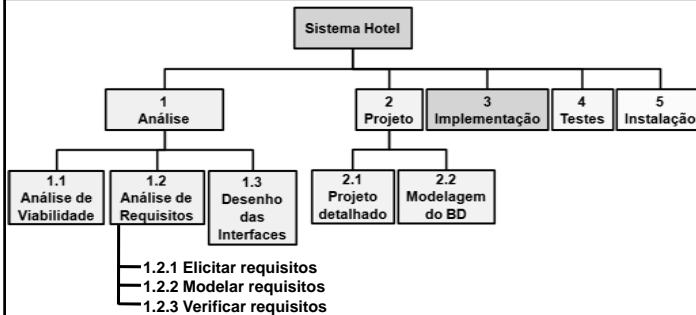 Sistema Hotel
1
Análise
2
Projeto
3
Implementação
4
Testes
5
Instalação
1.1
Análise de
Viabilidade
1.2
Análise de
Requisitos
1.3
Desenho
das
Interfaces
2.1
Projeto
detalhado
2.2
Modelagem
do BD
1.2.1 Elicitar requisitos
1.2.2 Modelar requisitos
1.2.3 Verificar requisitos